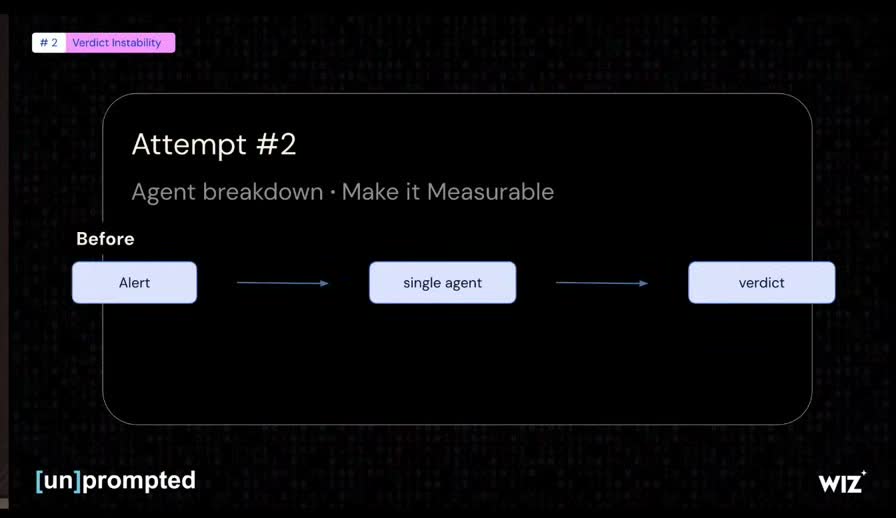 # 2 Verdict Instability
Attempt #2
Agent breakdown · Make it Measurable
Before
Alert
single agent
verdict
[un]prompted
WIZ